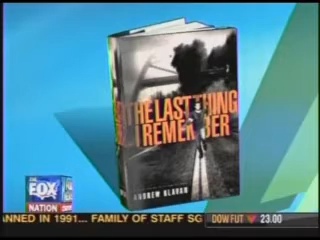 THE LAST THING
I REMEMBER
ANDREW KLAVAN
THE
FOX
NATION
ANNED IN 1991... FAMILY OF STAFF SG
DOW FUT 23.00